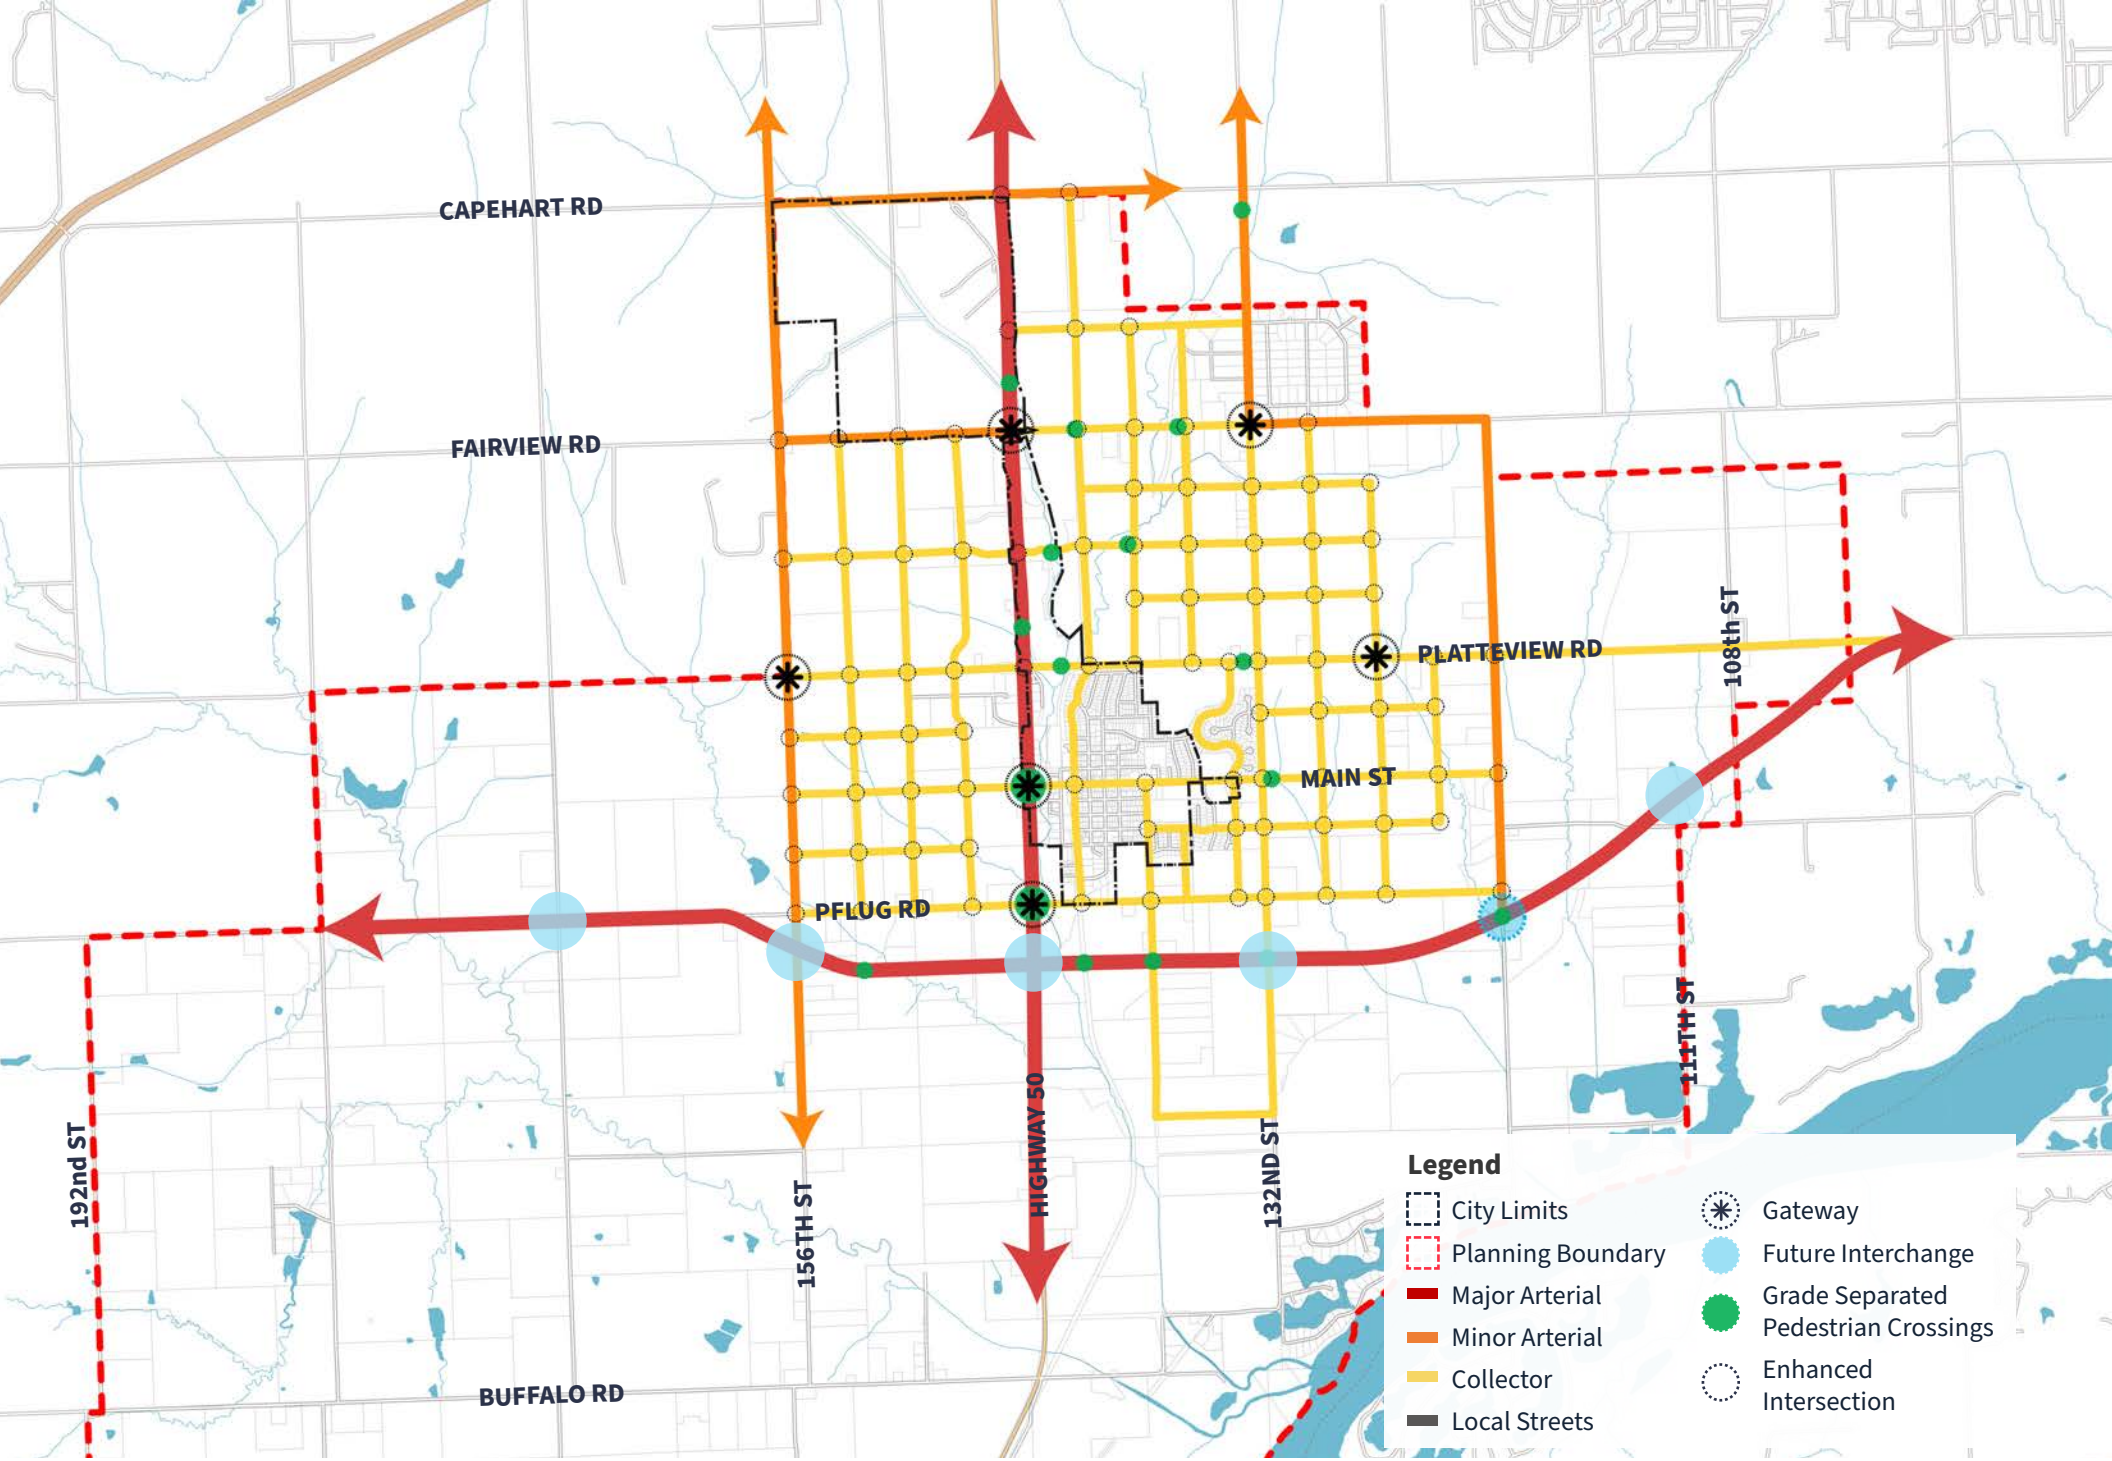 CAPEHART RD
FAIRVIEW RD
PLATTEVIEW RD
108th ST
MAIN ST
PFLUG RD
111TH ST
HIGHWAY 50
192nd ST
132ND ST
156TH ST
BUFFALO RD
Legend
City Limits
Planning Boundary
Major Arterial
Minor Arterial
Collector
Local Streets
Gateway
Future Interchange
Grade Separated
Pedestrian Crossings
Enhanced
Intersection